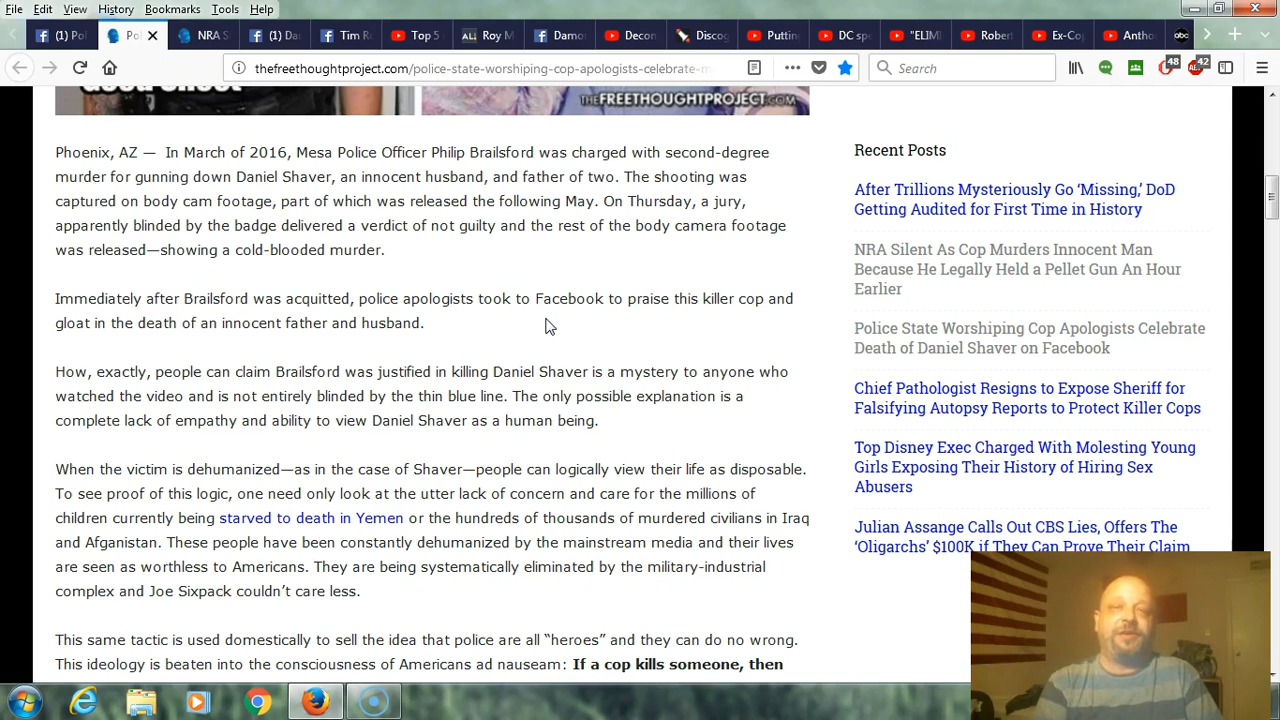 File Edit View History Bookmarks Tools Help
(1) Pol Pol NRA S (1) Da Tim Ro Top 5 ALL Roy M Damon Decon Discog Puttin DC sp "ELIMI Robert Ex-Cop Antho abc
thefreethoughtproject.com/police-state-worshiping-cop-apologists-celebrate-m Search 48 42
good shoot
THEFREETHOUGHTPROJECT.COM
Phoenix, AZ — In March of 2016, Mesa Police Officer Philip Brailsford was charged with second-degree
murder for gunning down Daniel Shaver, an innocent husband, and father of two. The shooting was
captured on body cam footage, part of which was released the following May. On Thursday, a jury,
apparently blinded by the badge delivered a verdict of not guilty and the rest of the body camera footage
was released—showing a cold-blooded murder.
Immediately after Brailsford was acquitted, police apologists took to Facebook to praise this killer cop and
gloat in the death of an innocent father and husband.
How, exactly, people can claim Brailsford was justified in killing Daniel Shaver is a mystery to anyone who
watched the video and is not entirely blinded by the thin blue line. The only possible explanation is a
complete lack of empathy and ability to view Daniel Shaver as a human being.
When the victim is dehumanized—as in the case of Shaver—people can logically view their life as disposable.
To see proof of this logic, one need only look at the utter lack of concern and care for the millions of
children currently being starved to death in Yemen or the hundreds of thousands of murdered civilians in Iraq
and Afganistan. These people have been constantly dehumanized by the mainstream media and their lives
are seen as worthless to Americans. They are being systematically eliminated by the military-industrial
complex and Joe Sixpack couldn't care less.
This same tactic is used domestically to sell the idea that police are all "heroes" and they can do no wrong.
This ideology is beaten into the consciousness of Americans ad nauseam: If a cop kills someone, then
Recent Posts
After Trillions Mysteriously Go 'Missing,' DoD
Getting Audited for First Time in History
NRA Silent As Cop Murders Innocent Man
Because He Legally Held a Pellet Gun An Hour
Earlier
Police State Worshiping Cop Apologists Celebrate
Death of Daniel Shaver on Facebook
Chief Pathologist Resigns to Expose Sheriff for
Falsifying Autopsy Reports to Protect Killer Cops
Top Disney Exec Charged With Molesting Young
Girls Exposing Their History of Hiring Sex
Abusers
Julian Assange Calls Out CBS Lies, Offers The
'Oligarchs' $100K if They Can Prove Their Claim